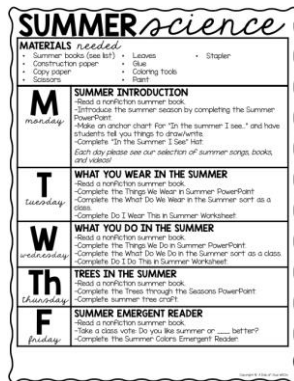 SUMMER science
MATERIALS needed
• Summer books (see list)
• Construction paper
• Copy paper
• Scissors
• Leaves
• Glue
• Coloring tools
• Paint
• Stapler
M
monday
SUMMER INTRODUCTION
-Read a nonfiction summer book.
-Introduce the summer season by completing the Summer
PowerPoint.
-Make an anchor chart for "In the summer I see..." and have
students tell you things to draw/write.
-Complete "In the Summer I See" Hat
Each day please see our selection of summer songs, books,
and videos!
T
tuesday
WHAT YOU WEAR IN THE SUMMER
-Read a nonfiction summer book.
-Complete the Things We Wear in Summer PowerPoint
-Complete the What Do We Wear in the Summer sort as a
class.
-Complete Do I Wear This in Summer Worksheet
W
wednesday
WHAT YOU DO IN THE SUMMER
-Read a nonfiction summer book.
-Complete the Things We Do in Summer PowerPoint.
-Complete the What Do We Do in the Summer sort as a class.
-Complete Do I Do This in Summer Worksheet
Th
thursday
TREES IN THE SUMMER
-Read a nonfiction summer book.
-Complete the Trees through the Seasons PowerPoint
-Complete summer tree craft.
F
friday
SUMMER EMERGENT READER
-Read a nonfiction summer book.
-Take a class vote: Do you like summer or ___ better?
-Complete the Summer Colors Emergent Reader